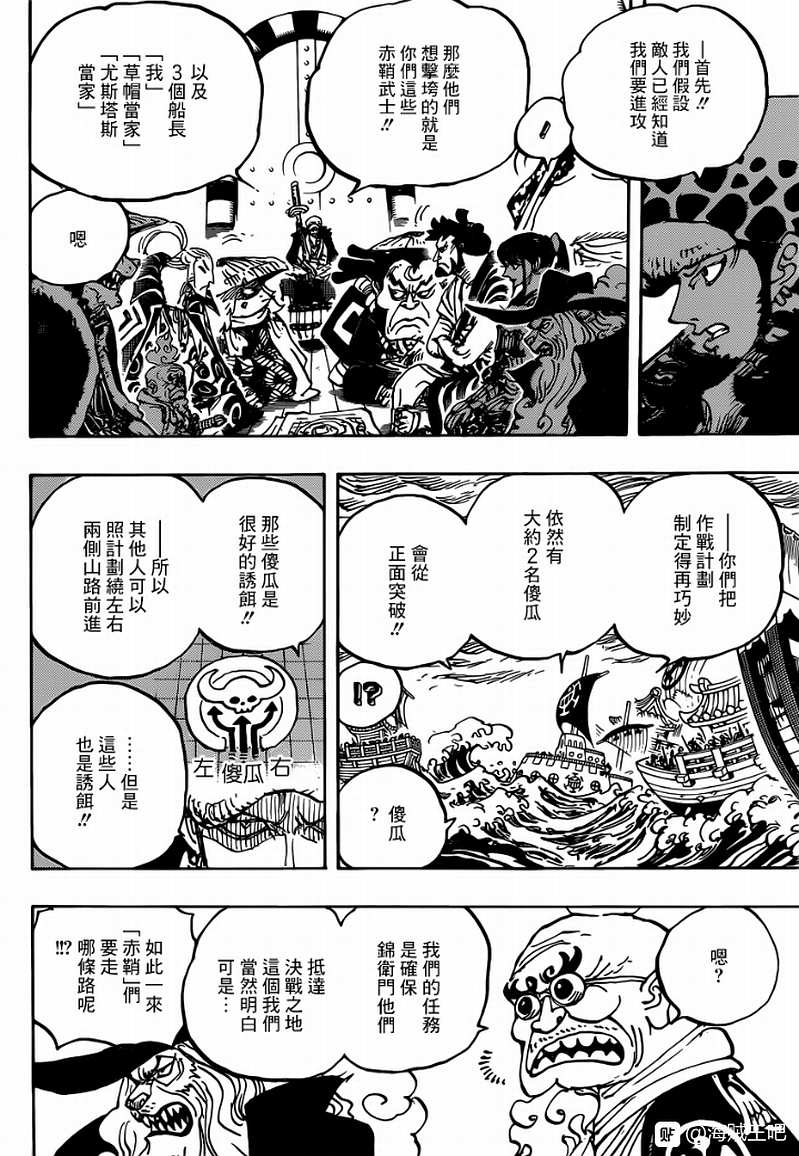 —首先!!
我們假設
敵人已經知道
我們要進攻
!
那麼他們
想擊垮的就是
你們這些
赤鞘武士!!
以及
3個船長
「我」
「草帽當家」
「尤斯塔斯
當家」
嗯
——你們把
作戰計劃
制定得再巧妙
依然有
大約2名傻瓜
會從
正面突破!!
!?
傻瓜
?
那些傻瓜是
很好的誘餌!!
——所以
其他人可以
照計劃繞左右
兩側山路前進
左 傻瓜 右
……但是
這些人
也是誘餌!!
嗯?
我們的任務
是確保
錦衛門他們
抵達
決戰之地
這個我們
當然明白
可是…
如此一來
「赤鞘」們
要走
哪條路呢
!!?
貼 @海賊王吧